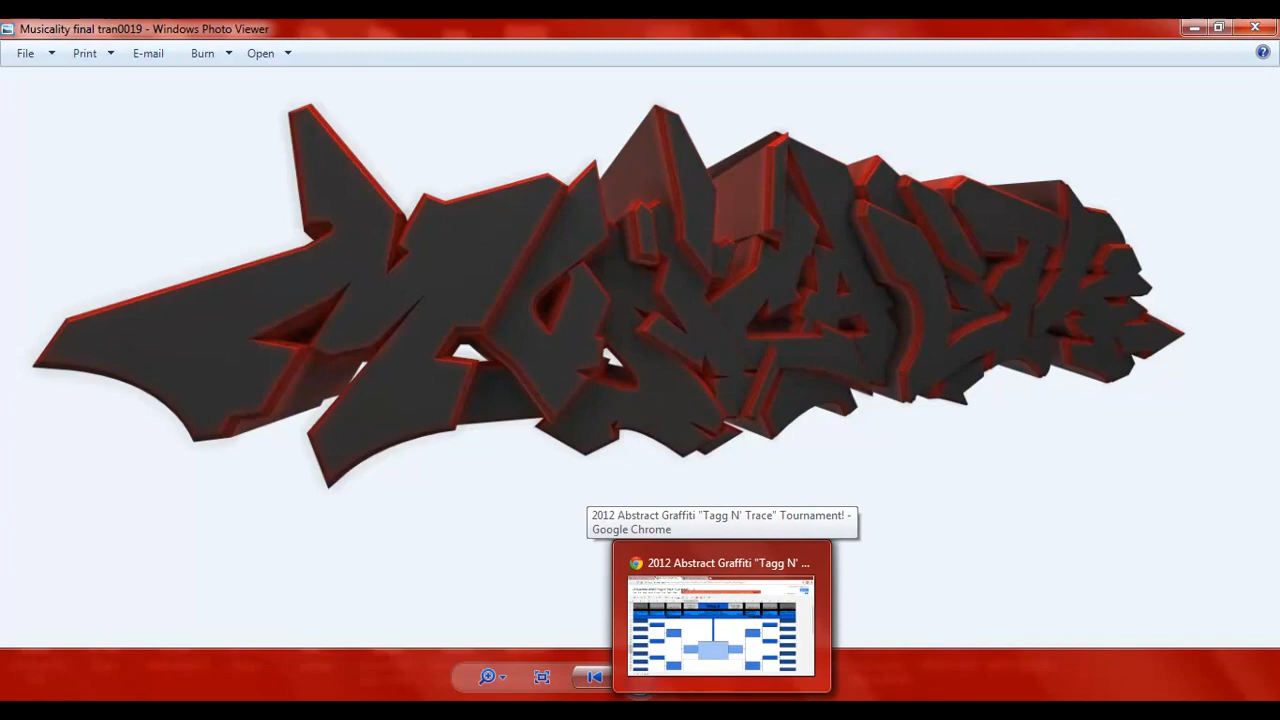 Musicality final tran0019 - Windows Photo Viewer
File Print E-mail Burn Open
2012 Abstract Graffiti "Tagg N' Trace" Tournament! -
Google Chrome
2012 Abstract Graffiti "Tagg N' ...